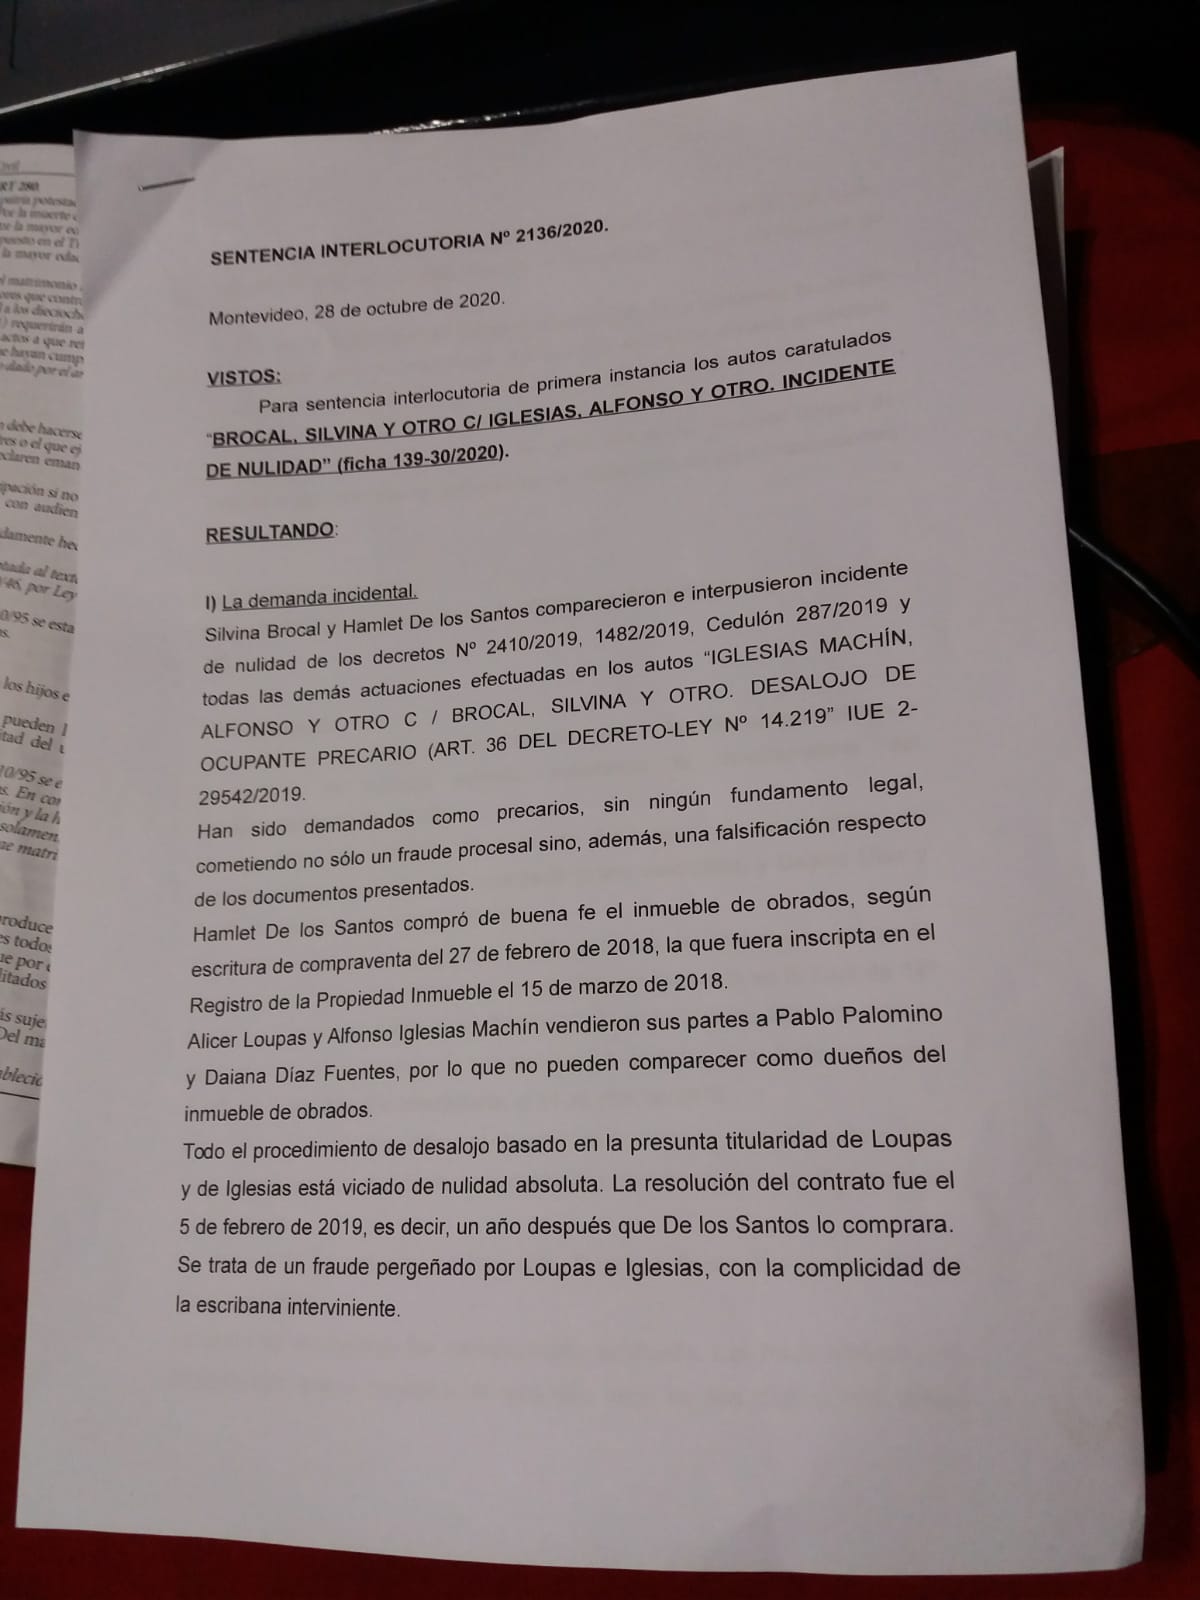 SENTENCIA INTERLOCUTORIA Nº 2136/2020.
Montevideo, 28 de octubre de 2020.
VISTOS:
Para sentencia interlocutoria de primera instancia los autos caratulados
"BROCAL, SILVINA Y OTRO C/ IGLESIAS, ALFONSO Y OTRO. INCIDENTE
DE NULIDAD" (ficha 139-30/2020).
RESULTANDO:
I) La demanda incidental.
Silvina Brocal y Hamlet De los Santos comparecieron e interpusieron incidente
de nulidad de los decretos Nº 2410/2019, 1482/2019, Cedulón 287/2019 y
todas las demás actuaciones efectuadas en los autos "IGLESIAS MACHÍN,
ALFONSO Y OTRO C / BROCAL, SILVINA Y OTRO. DESALOJO DE
OCUPANTE PRECARIO (ART. 36 DEL DECRETO-LEY Nº 14.219" IUE 2-
29542/2019.
Han sido demandados como precarios, sin ningún fundamento legal,
cometiendo no sólo un fraude procesal sino, además, una falsificación respecto
de los documentos presentados.
Hamlet De los Santos compró de buena fe el inmueble de obrados, según
escritura de compraventa del 27 de febrero de 2018, la que fuera inscripta en el
Registro de la Propiedad Inmueble el 15 de marzo de 2018.
Alicer Loupas y Alfonso Iglesias Machín vendieron sus partes a Pablo Palomino
y Daiana Díaz Fuentes, por lo que no pueden comparecer como dueños del
inmueble de obrados.
Todo el procedimiento de desalojo basado en la presunta titularidad de Loupas
y de Iglesias está viciado de nulidad absoluta. La resolución del contrato fue el
5 de febrero de 2019, es decir, un año después que De los Santos lo comprara.
Se trata de un fraude pergeñado por Loupas e Iglesias, con la complicidad de
la escribana interviniente.